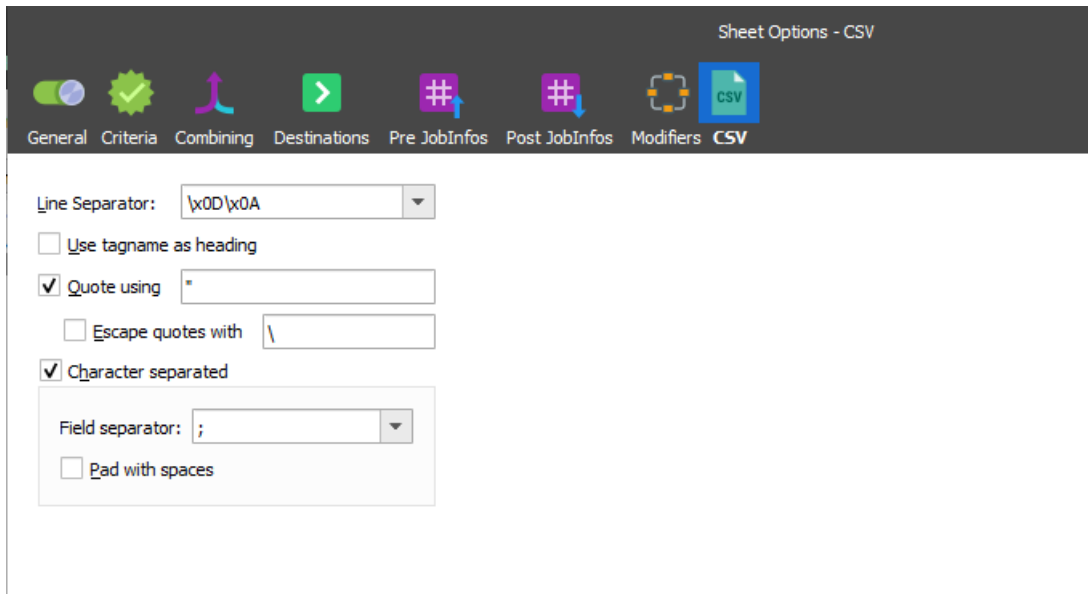 Sheet Options - CSV
CSV
General Criteria Combining Destinations Pre JobInfos Post JobInfos Modifiers CSV
Line Separator: \x0D\x0A
Use tagname as heading
Quote using "
Escape quotes with \
Character separated
Field separator: ;
Pad with spaces